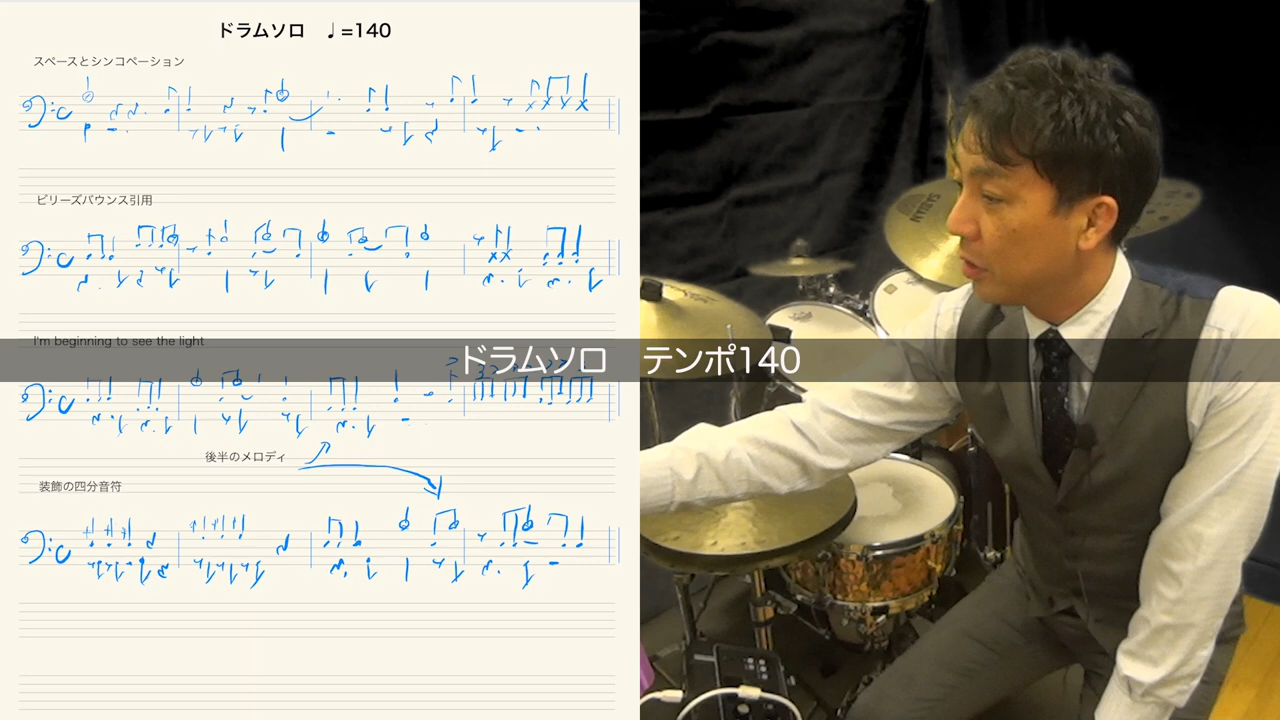 ドラムソロ ♩=140
スペースとシンコペーション
ビリーズバウンス引用
I'm beginning to see the light
ドラムソロ テンポ140
後半のメロディ
装飾の四分音符
SABIAN